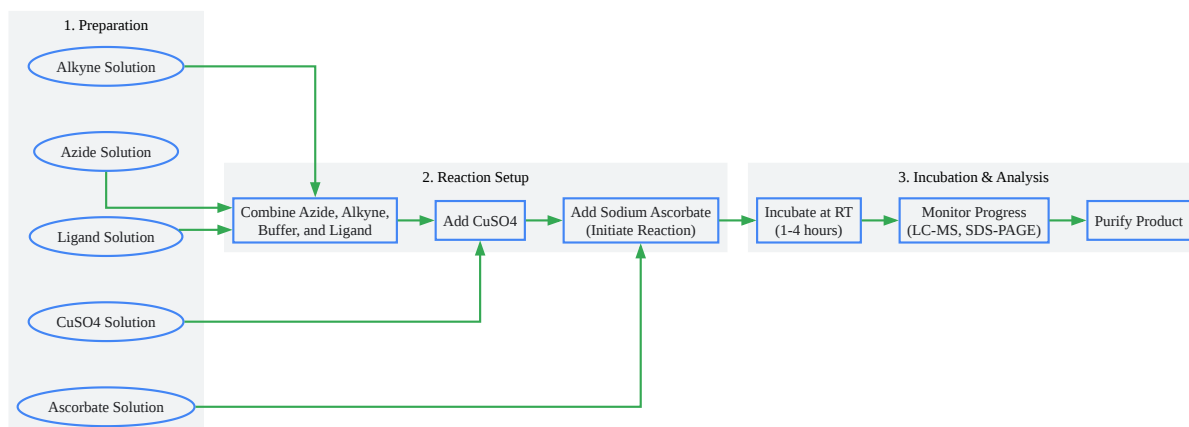 1. Preparation
Alkyne Solution
Azide Solution
Ligand Solution
CuSO4 Solution
Ascorbate Solution
2. Reaction Setup
Combine Azide, Alkyne,
Buffer, and Ligand
Add CuSO4
Add Sodium Ascorbate
(Initiate Reaction)
3. Incubation & Analysis
Incubate at RT
(1-4 hours)
Monitor Progress
(LC-MS, SDS-PAGE)
Purify Product